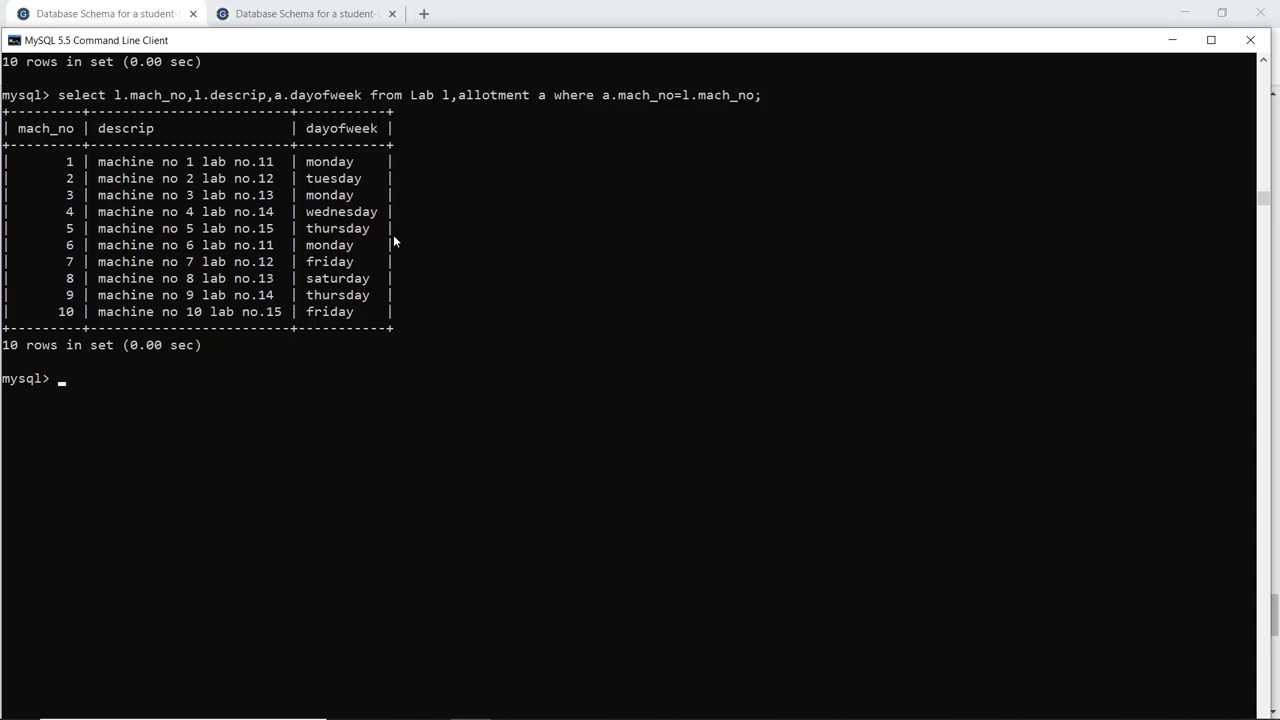 Database Schema for a student- Database Schema for a student-
MySQL 5.5 Command Line Client
10 rows in set (0.00 sec)
mysql> select l.mach_no,l.descrip,a.dayofweek from Lab l,allotment a where a.mach_no=l.mach_no;
+---------+-------------------------+-----------+
| mach_no | descrip                 | dayofweek |
+---------+-------------------------+-----------+
|       1 | machine no 1 lab no.11  | monday    |
|       2 | machine no 2 lab no.12  | tuesday   |
|       3 | machine no 3 lab no.13  | monday    |
|       4 | machine no 4 lab no.14  | wednesday |
|       5 | machine no 5 lab no.15  | thursday  |
|       6 | machine no 6 lab no.11  | monday    |
|       7 | machine no 7 lab no.12  | friday    |
|       8 | machine no 8 lab no.13  | saturday  |
|       9 | machine no 9 lab no.14  | thursday  |
|      10 | machine no 10 lab no.15 | friday    |
+---------+-------------------------+-----------+
10 rows in set (0.00 sec)
mysql>